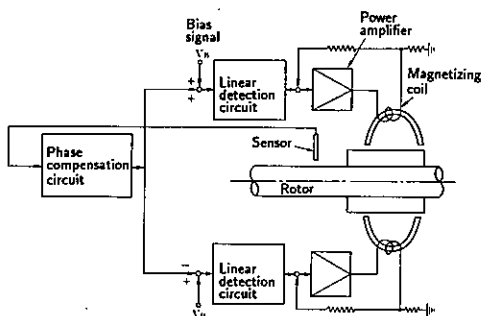 Bias
signal
V_B
Power
amplifier
+
+
Linear
detection
circuit
Magnetizing
coil
Sensor
Phase
compensation
circuit
Rotor
−
+
Linear
detection
circuit
V_B